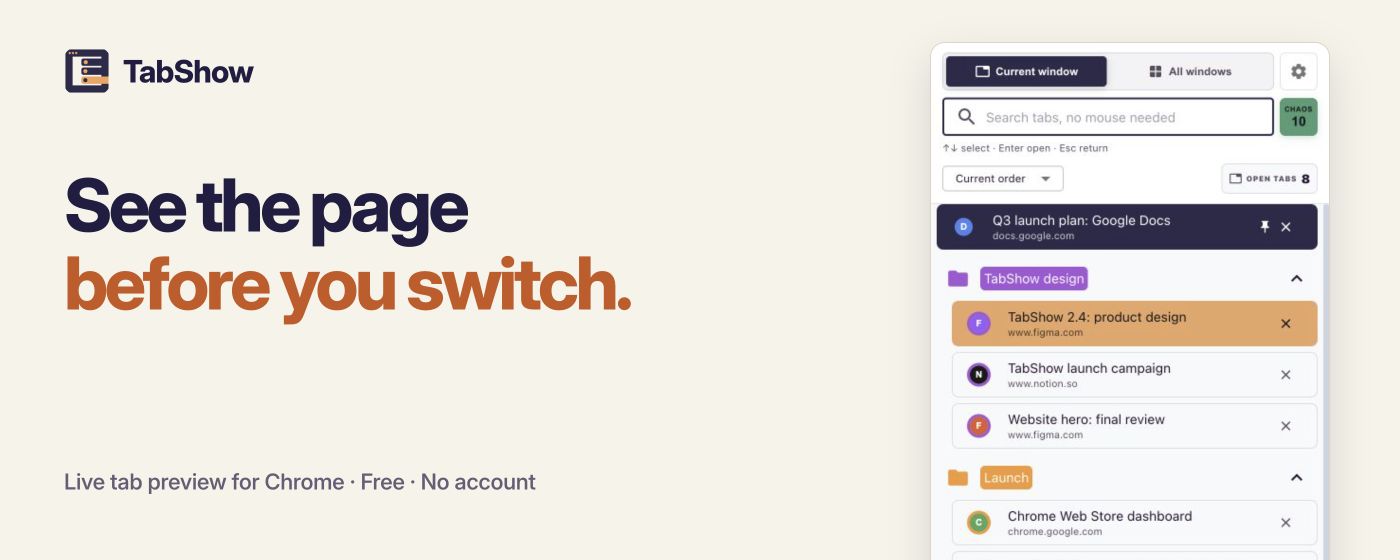 TabShow
See the page
before you switch.
Live tab preview for Chrome · Free · No account
Current window
All windows
Search tabs, no mouse needed
CHAOS
10
↑↓ select · Enter open · Esc return
Current order
OPEN TABS 8
D
Q3 launch plan: Google Docs
docs.google.com
TabShow design
F
TabShow 2.4: product design
www.figma.com
N
TabShow launch campaign
www.notion.so
F
Website hero: final review
www.figma.com
Launch
C
Chrome Web Store dashboard
chrome.google.com